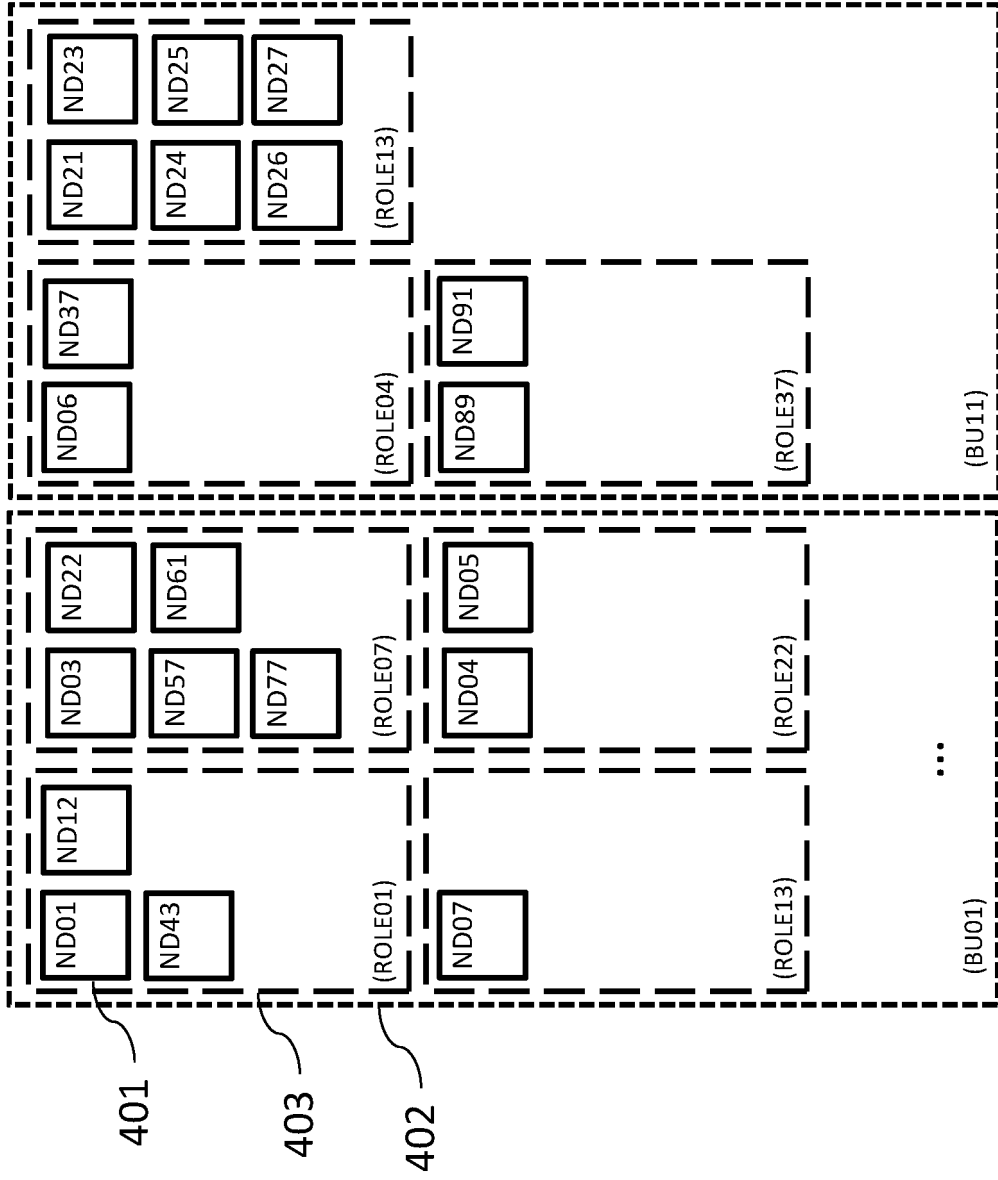 401
403
402
ND01
ND12
ND43
(ROLE01)
ND03
ND22
ND57
ND61
ND77
(ROLE07)
ND07
(ROLE13)
ND04
ND05
(ROLE22)
...
(BU01)
ND06
ND37
(ROLE04)
ND21
ND23
ND24
ND25
ND26
ND27
(ROLE13)
ND89
ND91
(ROLE37)
(BU11)